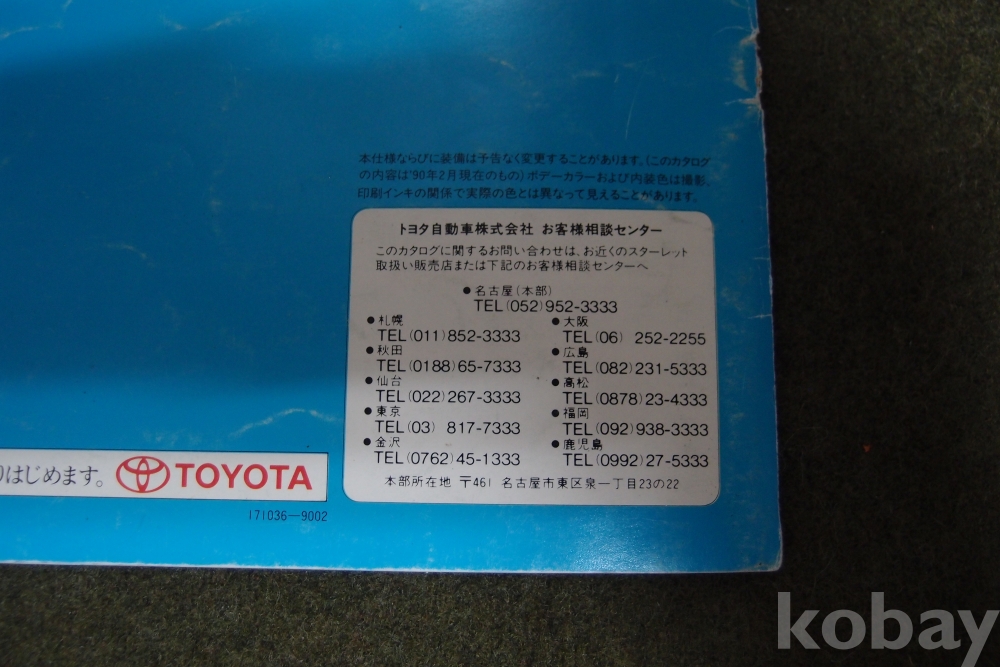 本仕様ならびに装備は予告なく変更することがあります。(このカタログ
の内容は'90年2月現在のもの)ボデーカラーおよび内装色は撮影、
印刷インキの関係で実際の色とは異なって見えることがあります。
トヨタ自動車株式会社 お客様相談センター
このカタログに関するお問い合わせは、お近くのスターレット
取扱い販売店または下記のお客様相談センターへ
●名古屋(本部)
TEL(052)952-3333
●札幌
TEL(011)852-3333
●秋田
TEL(0188)65-7333
●仙台
TEL(022)267-3333
●東京
TEL(03) 817-7333
●金沢
TEL(0762)45-1333
●大阪
TEL(06) 252-2255
●広島
TEL(082)231-5333
●高松
TEL(0878)23-4333
●福岡
TEL(092)938-3333
●鹿児島
TEL(0992)27-5333
本部所在地 〒461 名古屋市東区泉一丁目23の22
はじめます。 TOYOTA
171036-9002
kobay